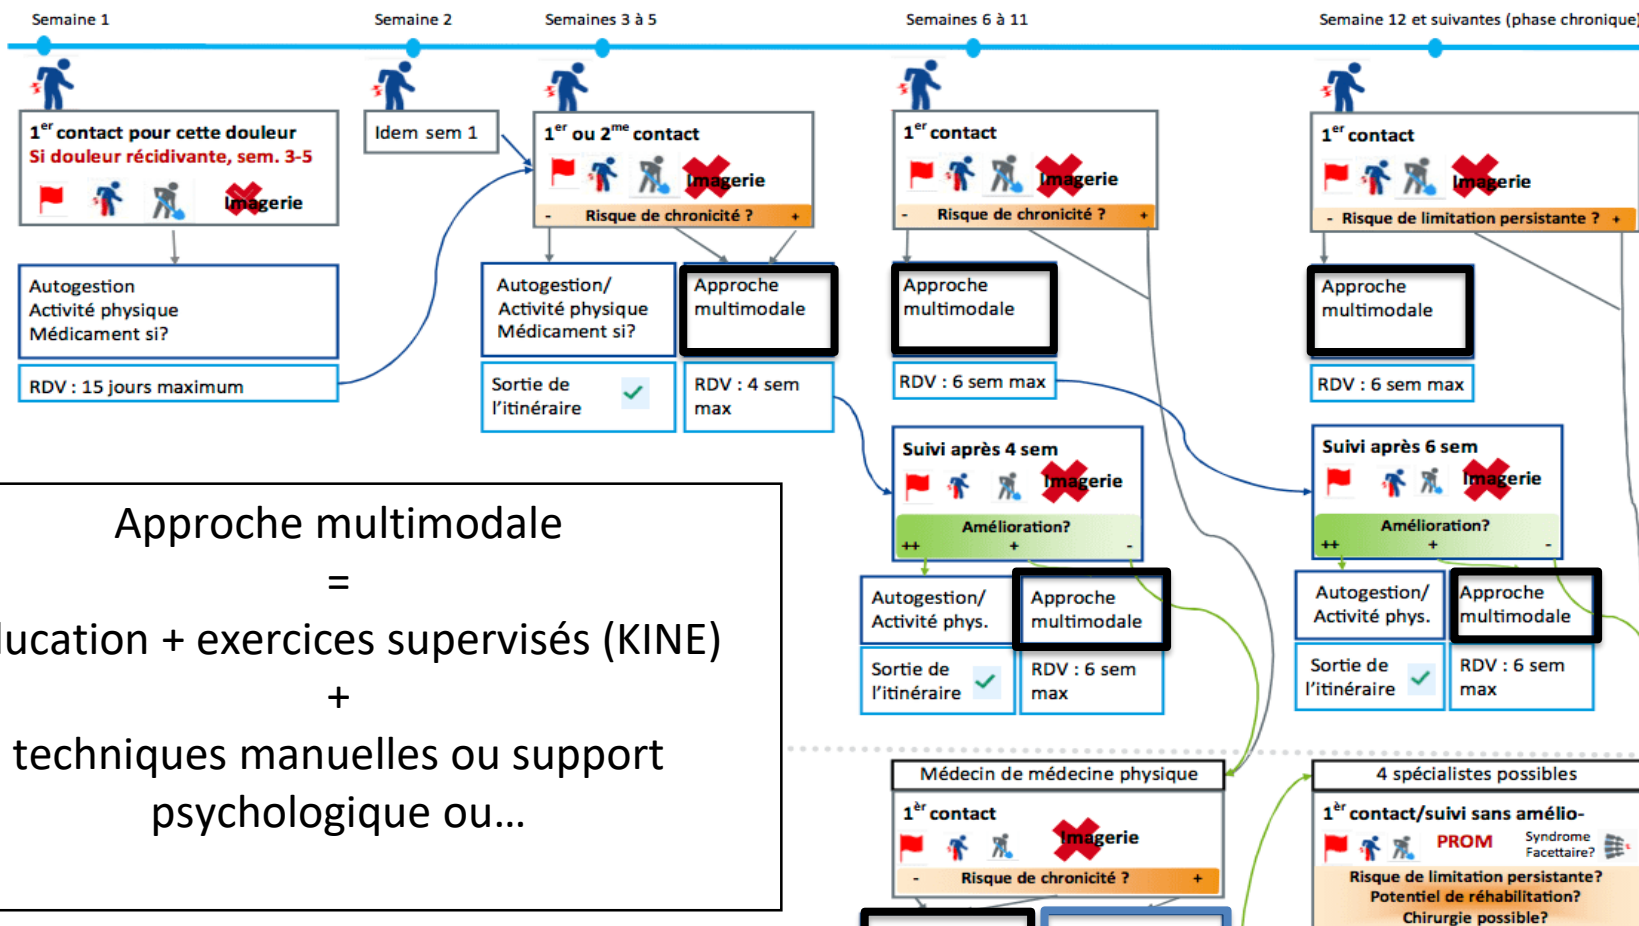 Semaine 1
Semaine 2
Semaines 3 à 5
Semaines 6 à 11
Semaine 12 et suivantes (phase chronique)
1er contact pour cette douleur
Si douleur récidivante, sem. 3-5
Imagerie
Autogestion
Activité physique
Médicament si?
RDV : 15 jours maximum
Idem sem 1
1er ou 2me contact
Imagerie
- Risque de chronicité ? +
Autogestion/
Activité physique
Médicament si?
Sortie de
l'itinéraire
Approche
multimodale
RDV : 4 sem
max
1er contact
Imagerie
- Risque de chronicité ? +
Approche
multimodale
RDV : 6 sem max
Suivi après 4 sem
Imagerie
Amélioration?
++ + -
Autogestion/
Activité phys.
Sortie de
l'itinéraire
Approche
multimodale
RDV : 6 sem
max
1er contact
Imagerie
- Risque de limitation persistante ? +
Approche
multimodale
RDV : 6 sem max
Suivi après 6 sem
Imagerie
Amélioration?
++ + -
Autogestion/
Activité phys.
Sortie de
l'itinéraire
Approche
multimodale
RDV : 6 sem
max
Approche multimodale
=
ducation + exercices supervisés (KINE)
+
techniques manuelles ou support
psychologique ou...
Médecin de médecine physique
1èr contact
Imagerie
- Risque de chronicité ? +
4 spécialistes possibles
1èr contact/suivi sans amélio-
PROM
Syndrome
Facettaire?
Risque de limitation persistante?
Potentiel de réhabilitation?
Chirurgie possible?